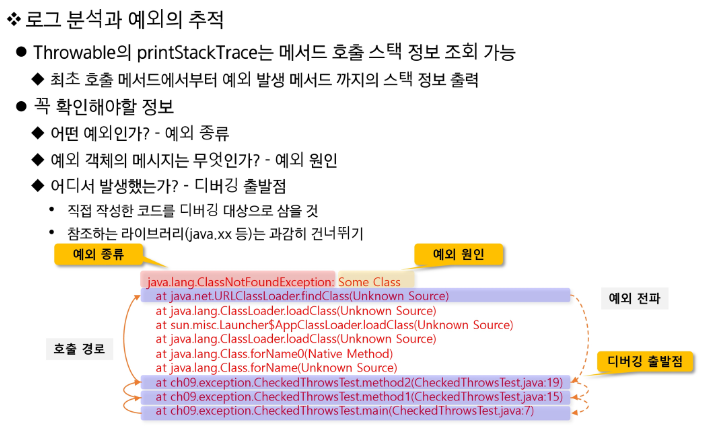 ❖ 로그 분석과 예외의 추적
● Throwable의 printStackTrace는 메서드 호출 스택 정보 조회 가능
◆ 최초 호출 메서드에서부터 예외 발생 메서드 까지의 스택 정보 출력
● 꼭 확인해야할 정보
◆ 어떤 예외인가? - 예외 종류
◆ 예외 객체의 메시지는 무엇인가? - 예외 원인
◆ 어디서 발생했는가? - 디버깅 출발점
• 직접 작성한 코드를 디버깅 대상으로 삼을 것
• 참조하는 라이브러리(java.xx 등)는 과감히 건너뛰기
예외 종류
예외 원인
java.lang.ClassNotFoundException: Some Class
at java.net.URLClassLoader.findClass(Unknown Source)
at java.lang.ClassLoader.loadClass(Unknown Source)
at sun.misc.Launcher$AppClassLoader.loadClass(Unknown Source)
at java.lang.ClassLoader.loadClass(Unknown Source)
at java.lang.Class.forName0(Native Method)
at java.lang.Class.forName(Unknown Source)
at ch09.exception.CheckedThrowsTest.method2(CheckedThrowsTest.java:19)
at ch09.exception.CheckedThrowsTest.method1(CheckedThrowsTest.java:15)
at ch09.exception.CheckedThrowsTest.main(CheckedThrowsTest.java:7)
호출 경로
예외 전파
디버깅 출발점